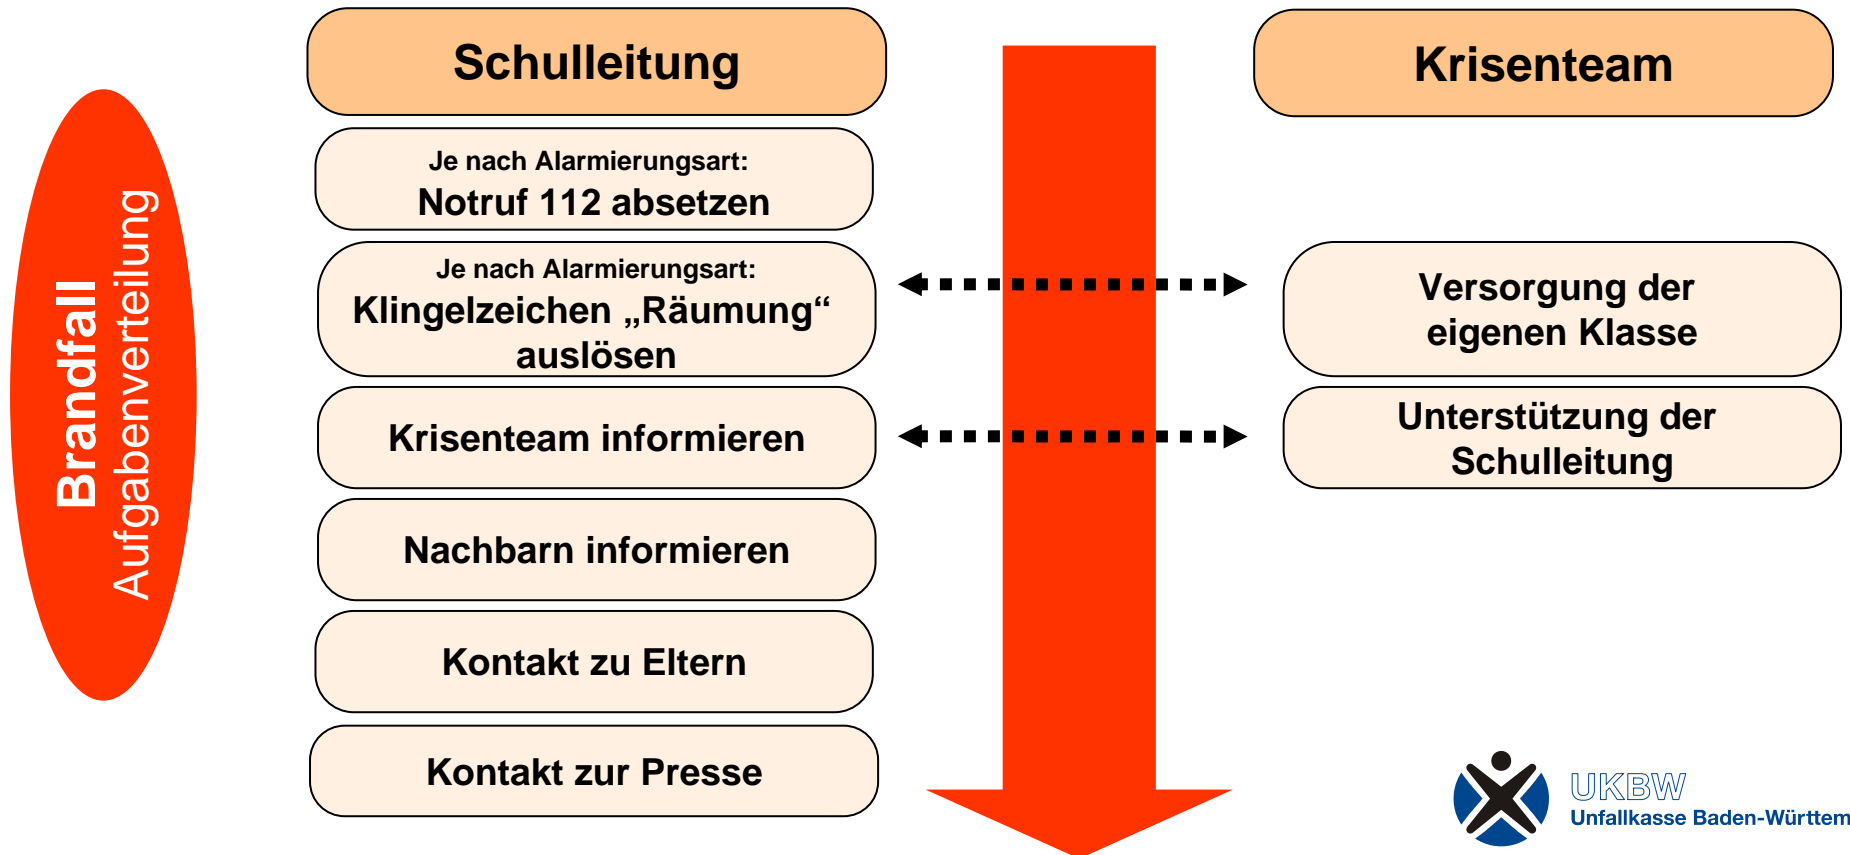 Brandfall
Aufgabenverteilung
Schulleitung
Je nach Alarmierungsart:
Notruf 112 absetzen
Je nach Alarmierungsart:
Klingelzeichen „Räumung“
auslösen
Krisenteam informieren
Nachbarn informieren
Kontakt zu Eltern
Kontakt zur Presse
Krisenteam
Versorgung der
eigenen Klasse
Unterstützung der
Schulleitung
UKBW
Unfallkasse Baden-Württem